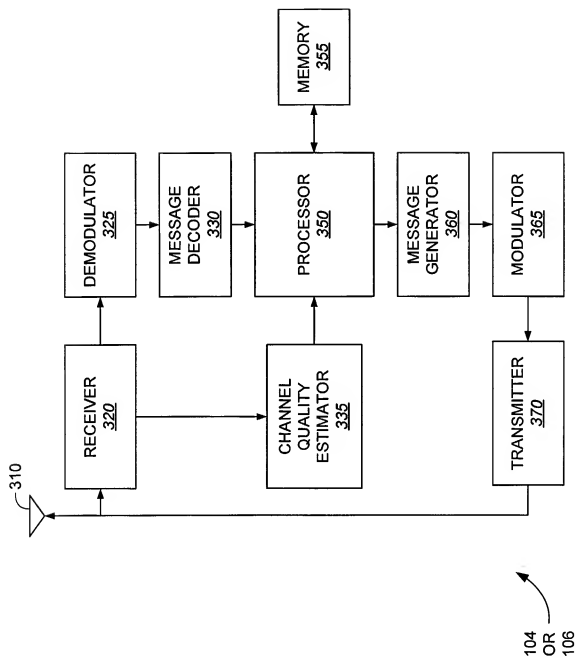 310
RECEIVER
320
DEMODULATOR
325
MESSAGE
DECODER
330
CHANNEL
QUALITY
ESTIMATOR
335
PROCESSOR
350
MEMORY
355
MESSAGE
GENERATOR
360
TRANSMITTER
370
MODULATOR
365
104
OR
106